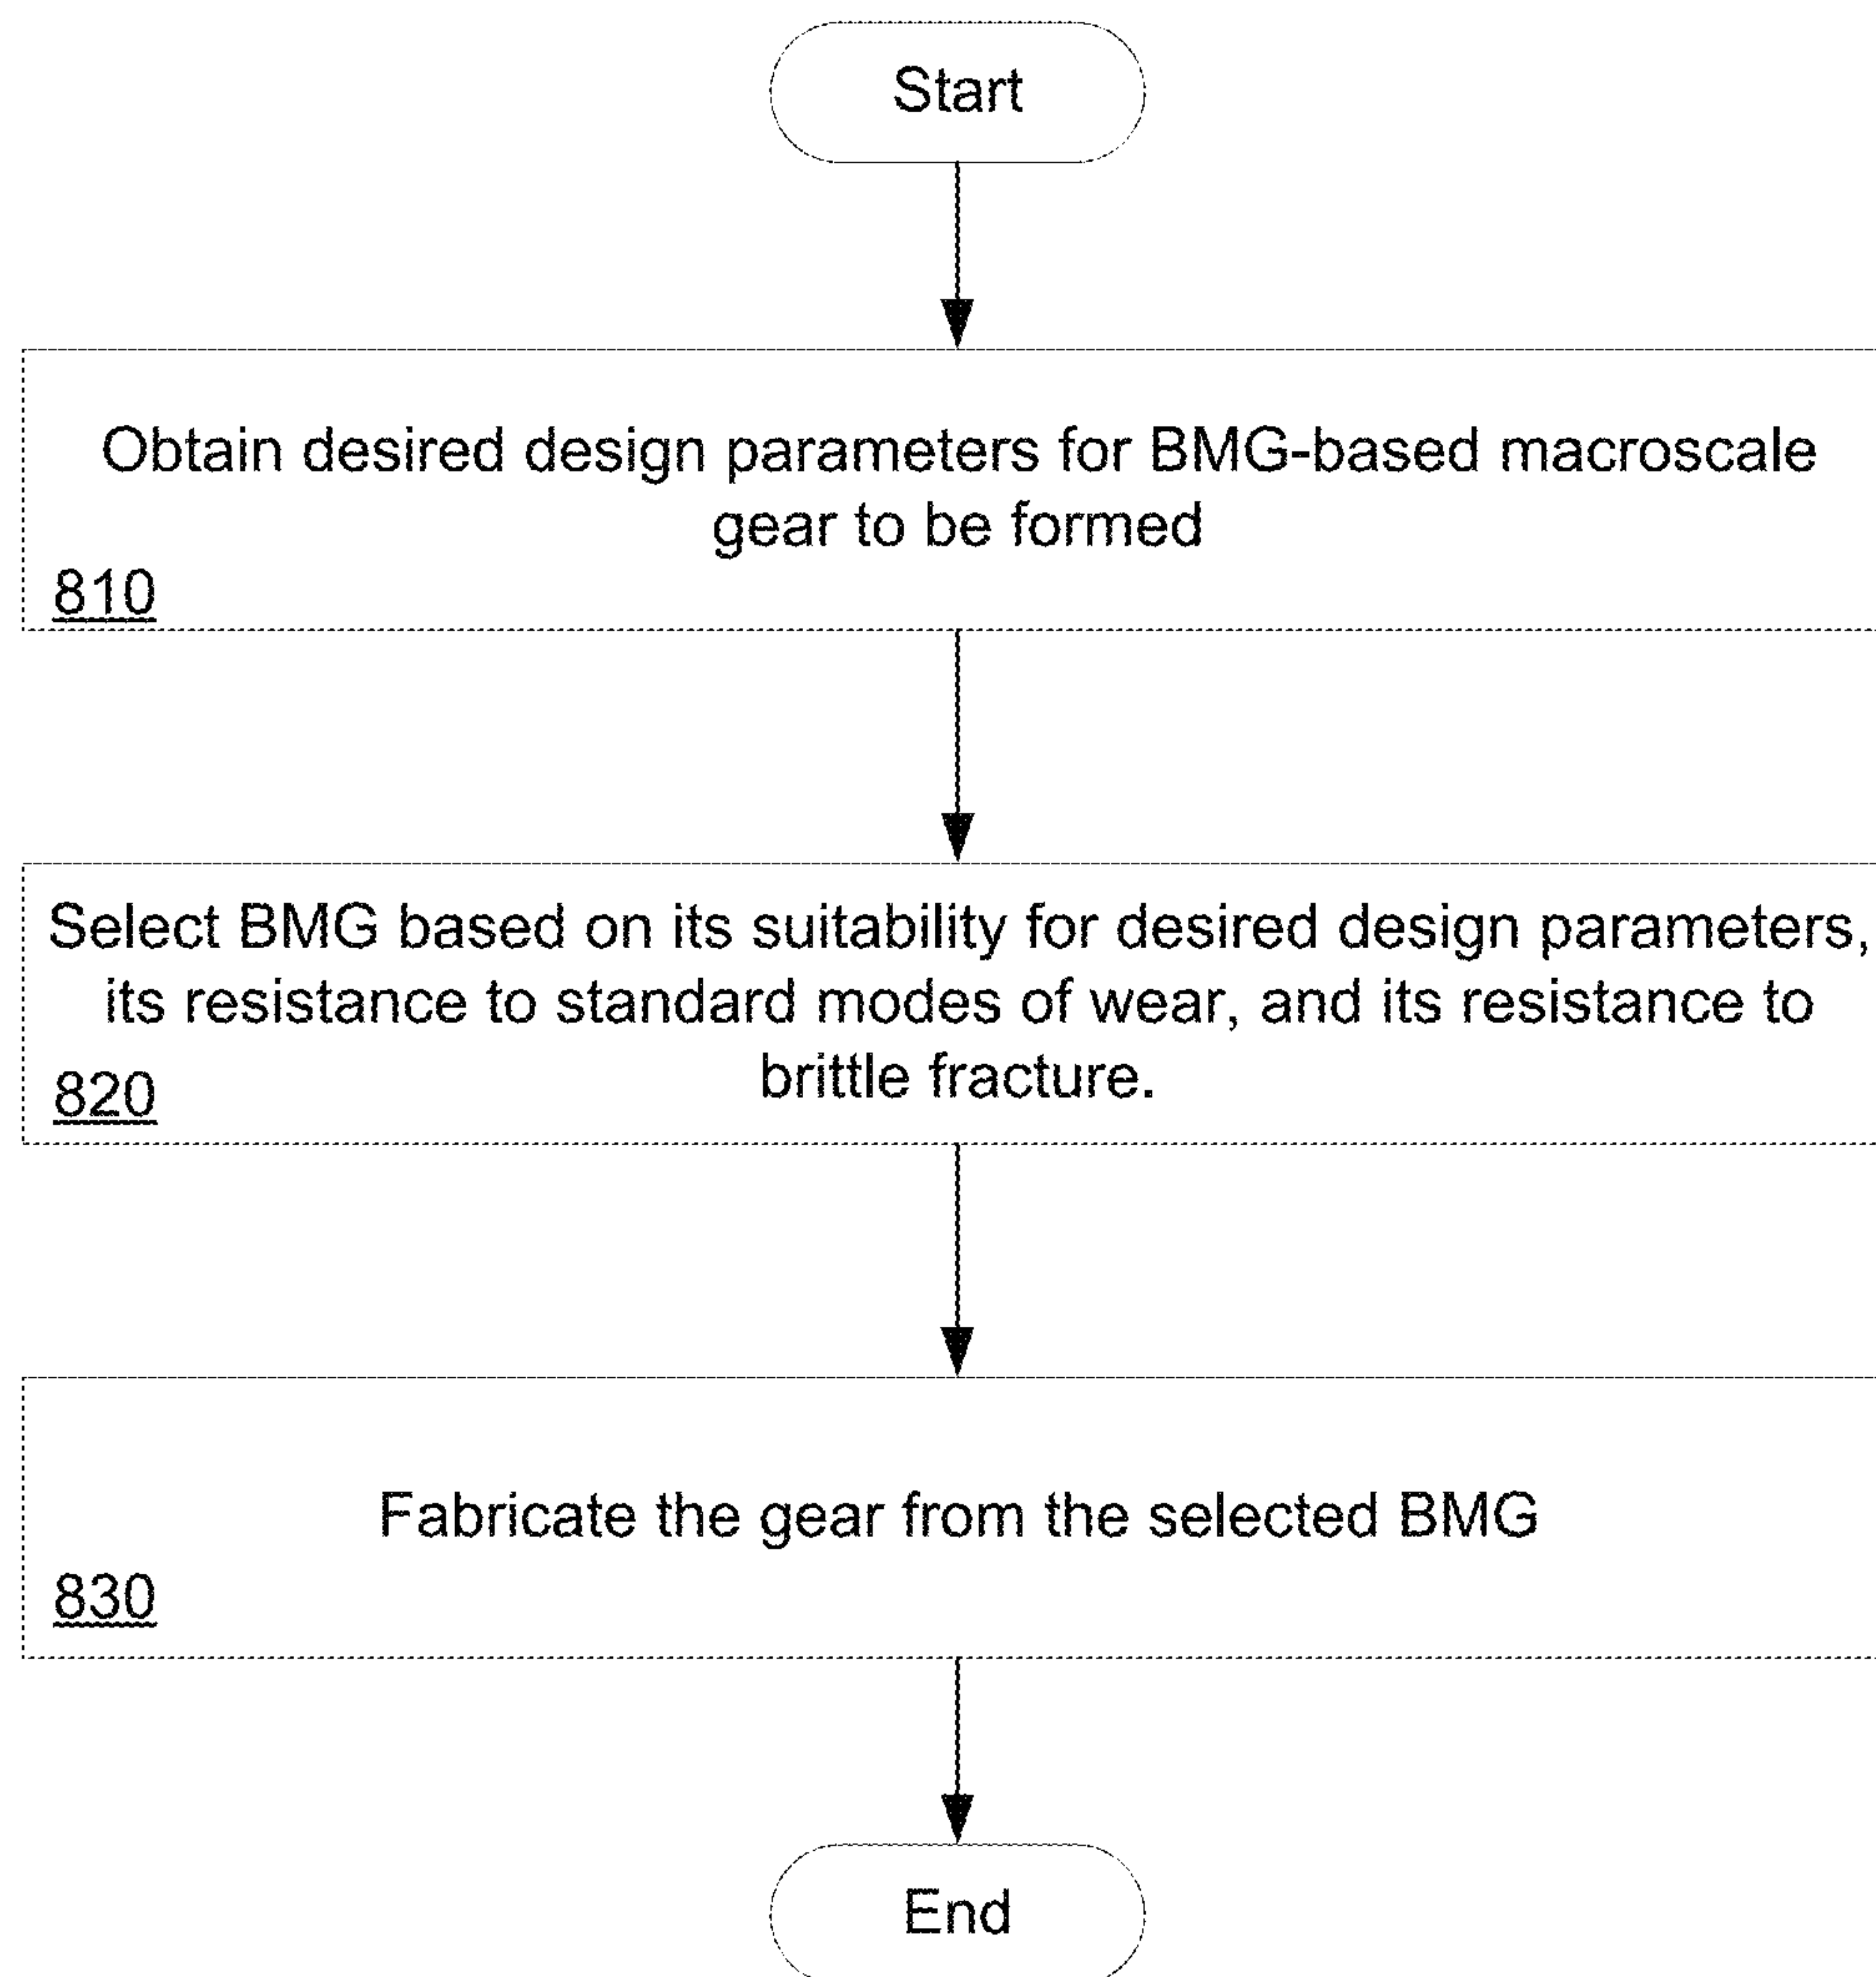 Start
Obtain desired design parameters for BMG-based macroscale
gear to be formed
810
Select BMG based on its suitability for desired design parameters,
its resistance to standard modes of wear, and its resistance to
brittle fracture.
820
Fabricate the gear from the selected BMG
830
End